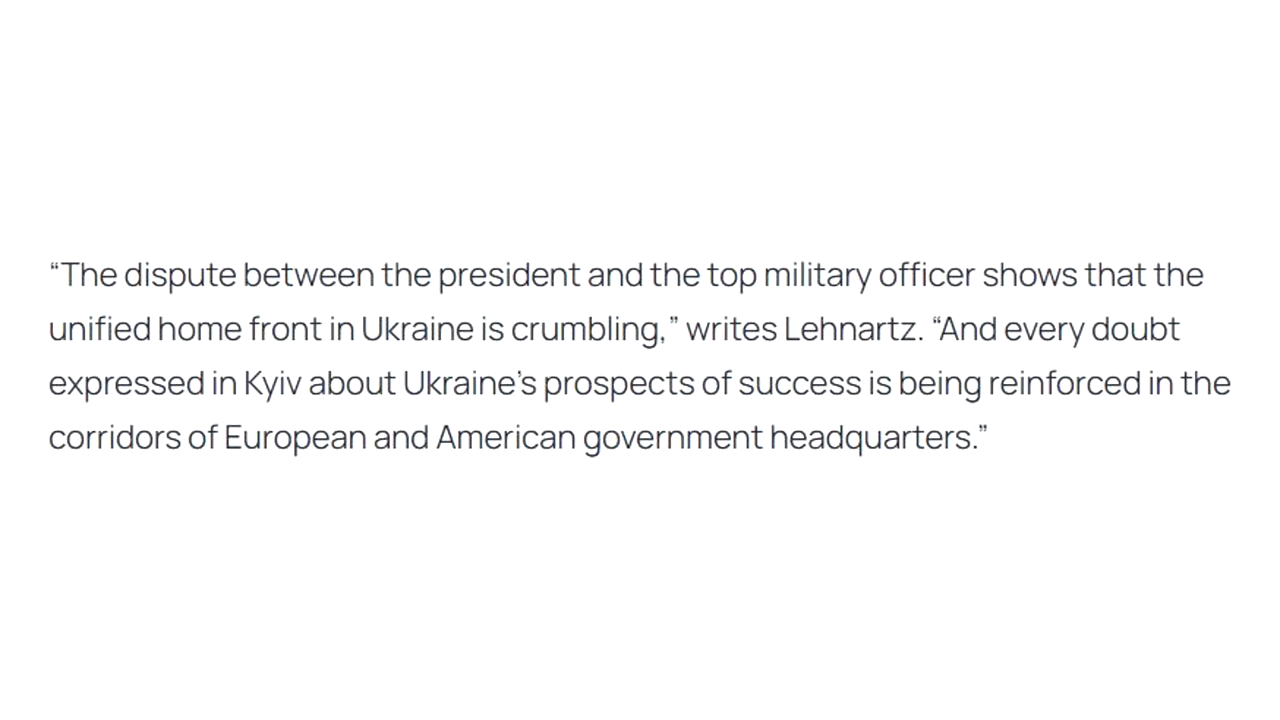 “The dispute between the president and the top military officer shows that the
unified home front in Ukraine is crumbling,” writes Lehnartz. “And every doubt
expressed in Kyiv about Ukraine’s prospects of success is being reinforced in the
corridors of European and American government headquarters.”